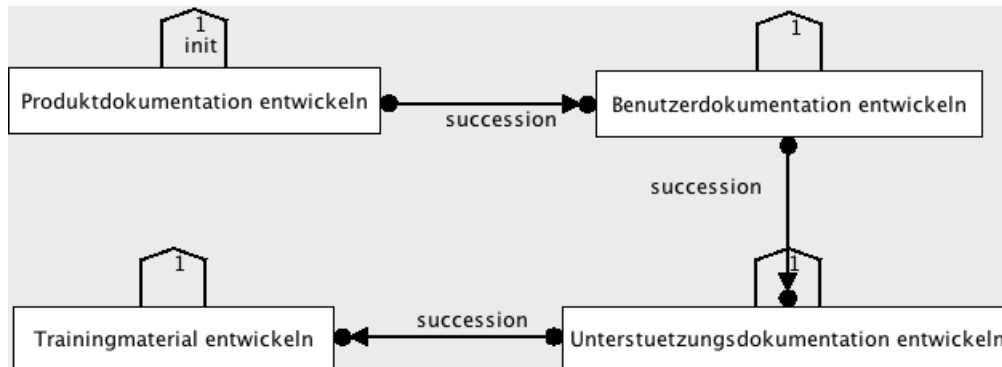 1
init
1
Produktdokumentation entwickeln
Benutzerdokumentation entwickeln
succession
succession
1
1
succession
Trainingmaterial entwickeln
Unterstuetzungsdokumentation entwickeln